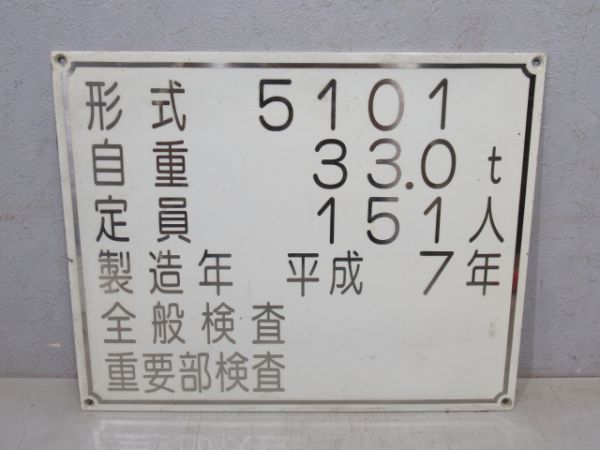 形式 5101
自重 33.0 t
定員 151人
製造年 平成 7年
全般検査
重要部検査